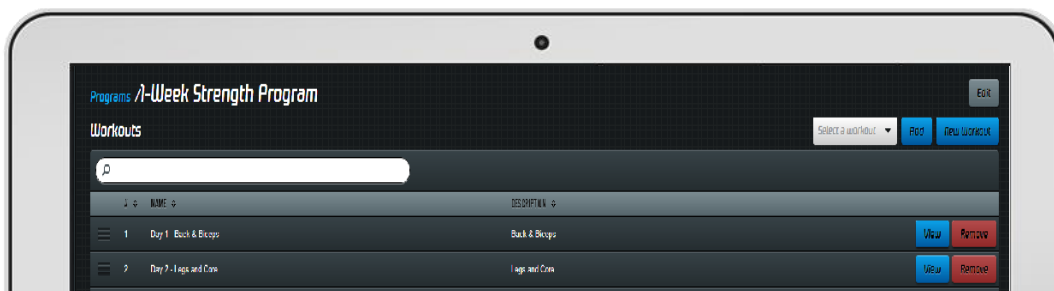 Programs / 1-Week Strength Program
Edit
Workouts
Select a workout
Add
New Workout
# NAME DESCRIPTION
1 Day 1 - Back & Biceps Back & Biceps View Remove
2 Day 2 - Legs and Core Legs and Core View Remove